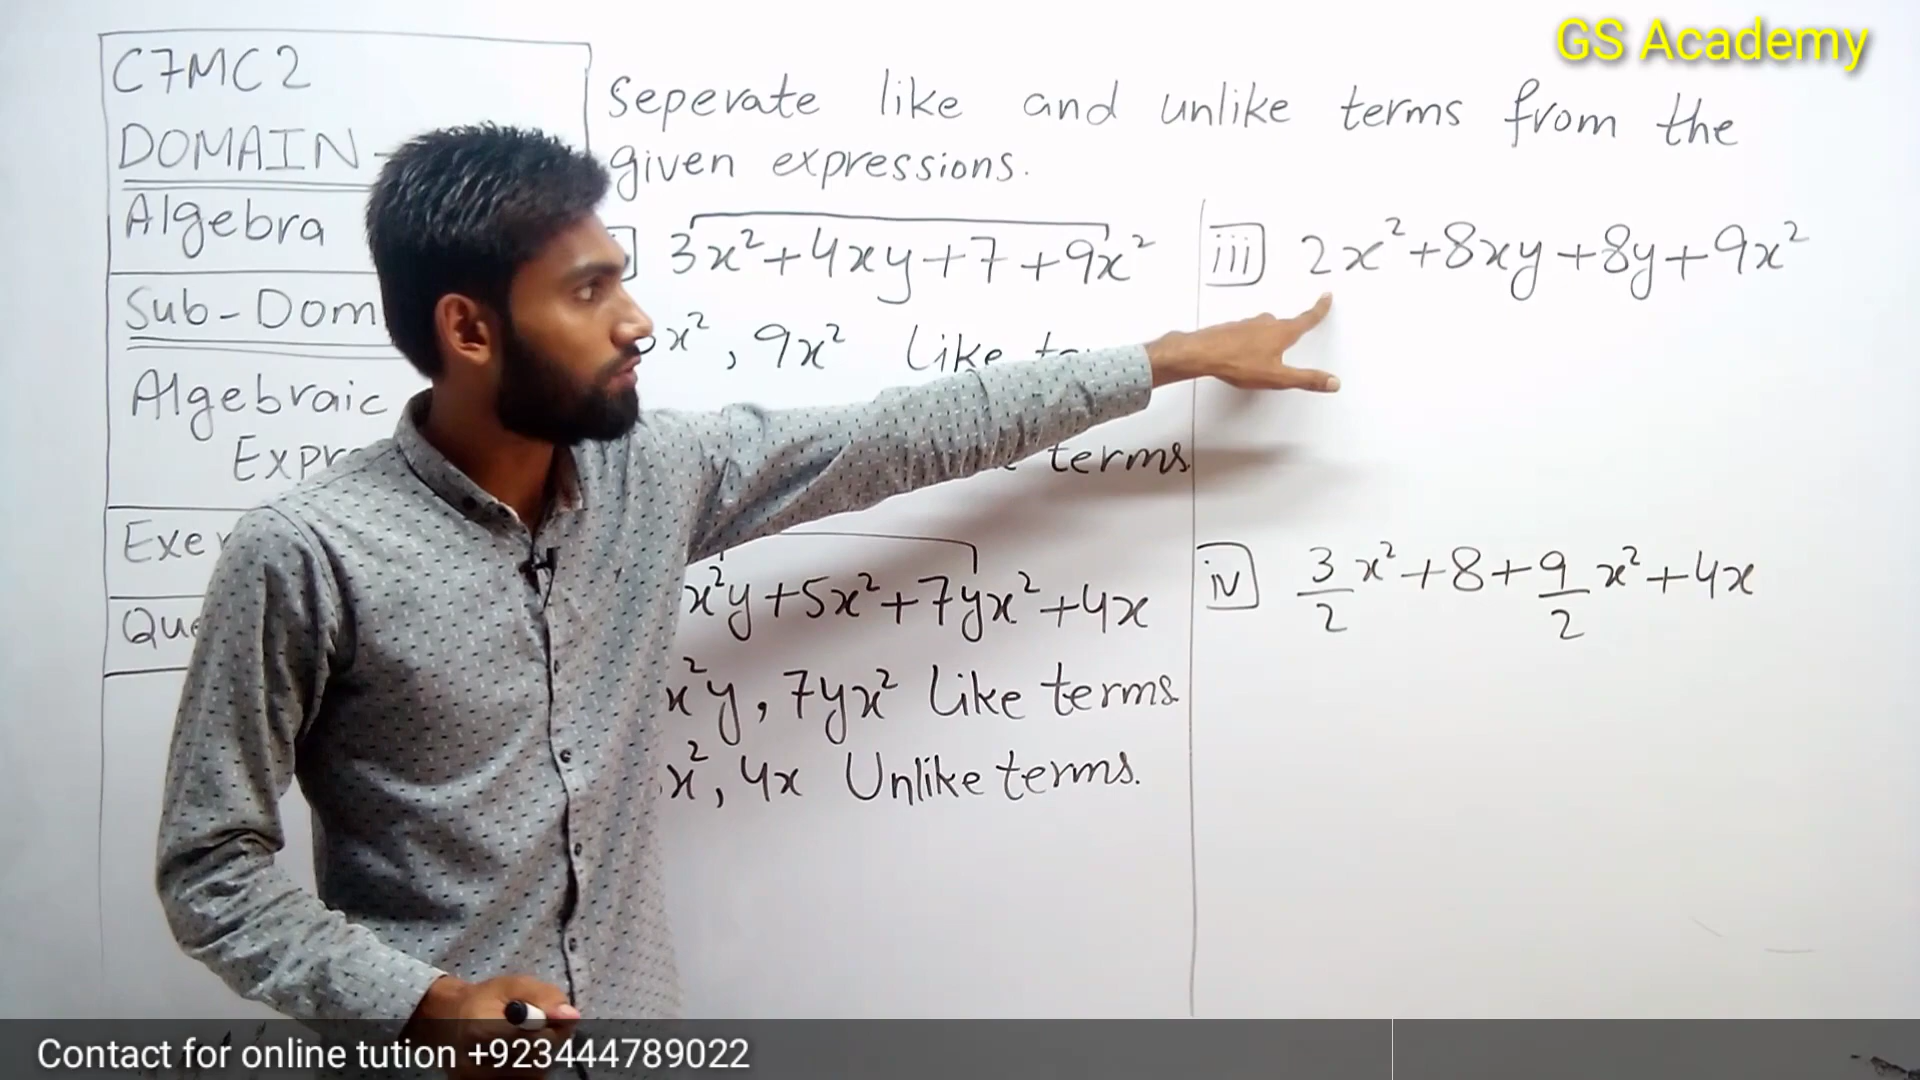 GS Academy
C7MC2
DOMAIN
Algebra
Sub-Dom
Algebraic
Expr
Exer
Que
Seperate like and unlike terms from the
given expressions.
3x²+4xy+7+9x²
x², 9x² Like
terms
x²y+5x²+7yx²+4x
x²y, 7yx² Like terms.
x², 4x Unlike terms.
iii 2x²+8xy+8y+9x²
iv 3/2 x²+8+9/2 x²+4x
Contact for online tution +923444789022